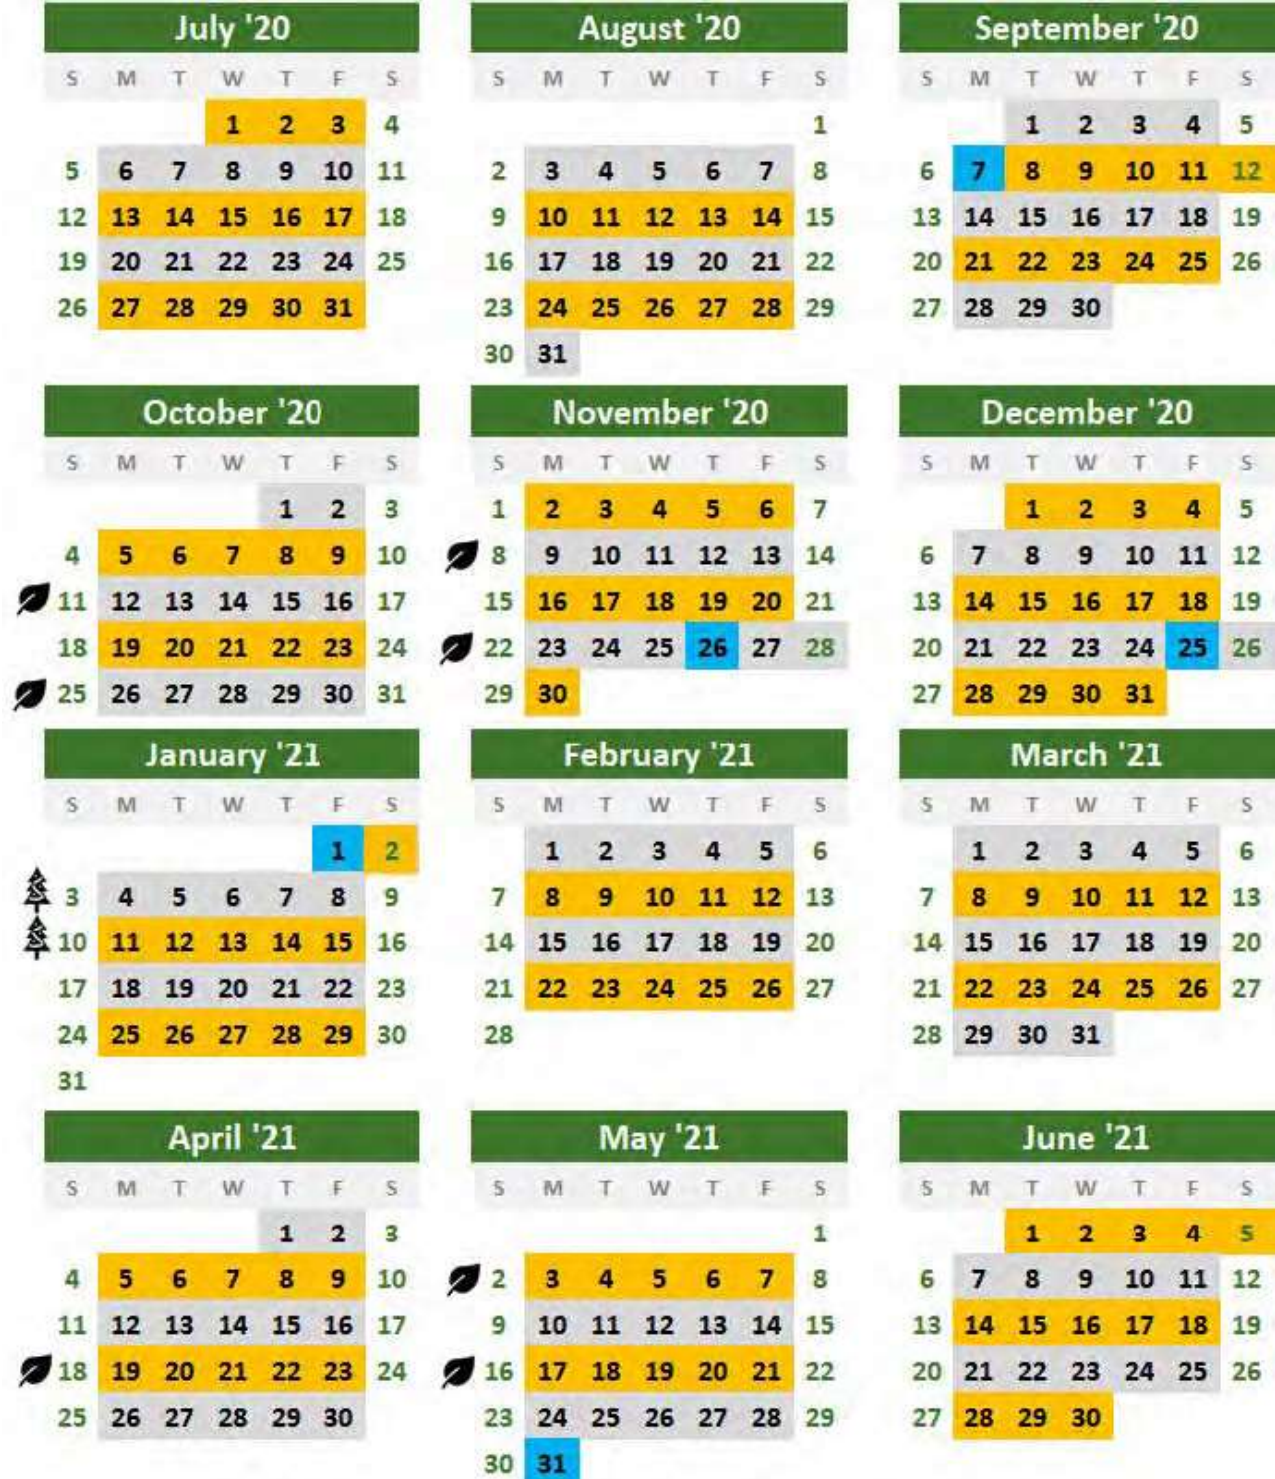 July '20
S M T W T F S
1 2 3 4
5 6 7 8 9 10 11
12 13 14 15 16 17 18
19 20 21 22 23 24 25
26 27 28 29 30 31
August '20
S M T W T F S
1
2 3 4 5 6 7 8
9 10 11 12 13 14 15
16 17 18 19 20 21 22
23 24 25 26 27 28 29
30 31
September '20
S M T W T F S
1 2 3 4 5
6 7 8 9 10 11 12
13 14 15 16 17 18 19
20 21 22 23 24 25 26
27 28 29 30
October '20
S M T W T F S
1 2 3
4 5 6 7 8 9 10
11 12 13 14 15 16 17
18 19 20 21 22 23 24
25 26 27 28 29 30 31
November '20
S M T W T F S
1 2 3 4 5 6 7
8 9 10 11 12 13 14
15 16 17 18 19 20 21
22 23 24 25 26 27 28
29 30
December '20
S M T W T F S
1 2 3 4 5
6 7 8 9 10 11 12
13 14 15 16 17 18 19
20 21 22 23 24 25 26
27 28 29 30 31
January '21
S M T W T F S
1 2
3 4 5 6 7 8 9
10 11 12 13 14 15 16
17 18 19 20 21 22 23
24 25 26 27 28 29 30
31
February '21
S M T W T F S
1 2 3 4 5 6
7 8 9 10 11 12 13
14 15 16 17 18 19 20
21 22 23 24 25 26 27
28
March '21
S M T W T F S
1 2 3 4 5 6
7 8 9 10 11 12 13
14 15 16 17 18 19 20
21 22 23 24 25 26 27
28 29 30 31
April '21
S M T W T F S
1 2 3
4 5 6 7 8 9 10
11 12 13 14 15 16 17
18 19 20 21 22 23 24
25 26 27 28 29 30
May '21
S M T W T F S
1
2 3 4 5 6 7 8
9 10 11 12 13 14 15
16 17 18 19 20 21 22
23 24 25 26 27 28 29
30 31
June '21
S M T W T F S
1 2 3 4 5
6 7 8 9 10 11 12
13 14 15 16 17 18 19
20 21 22 23 24 25 26
27 28 29 30